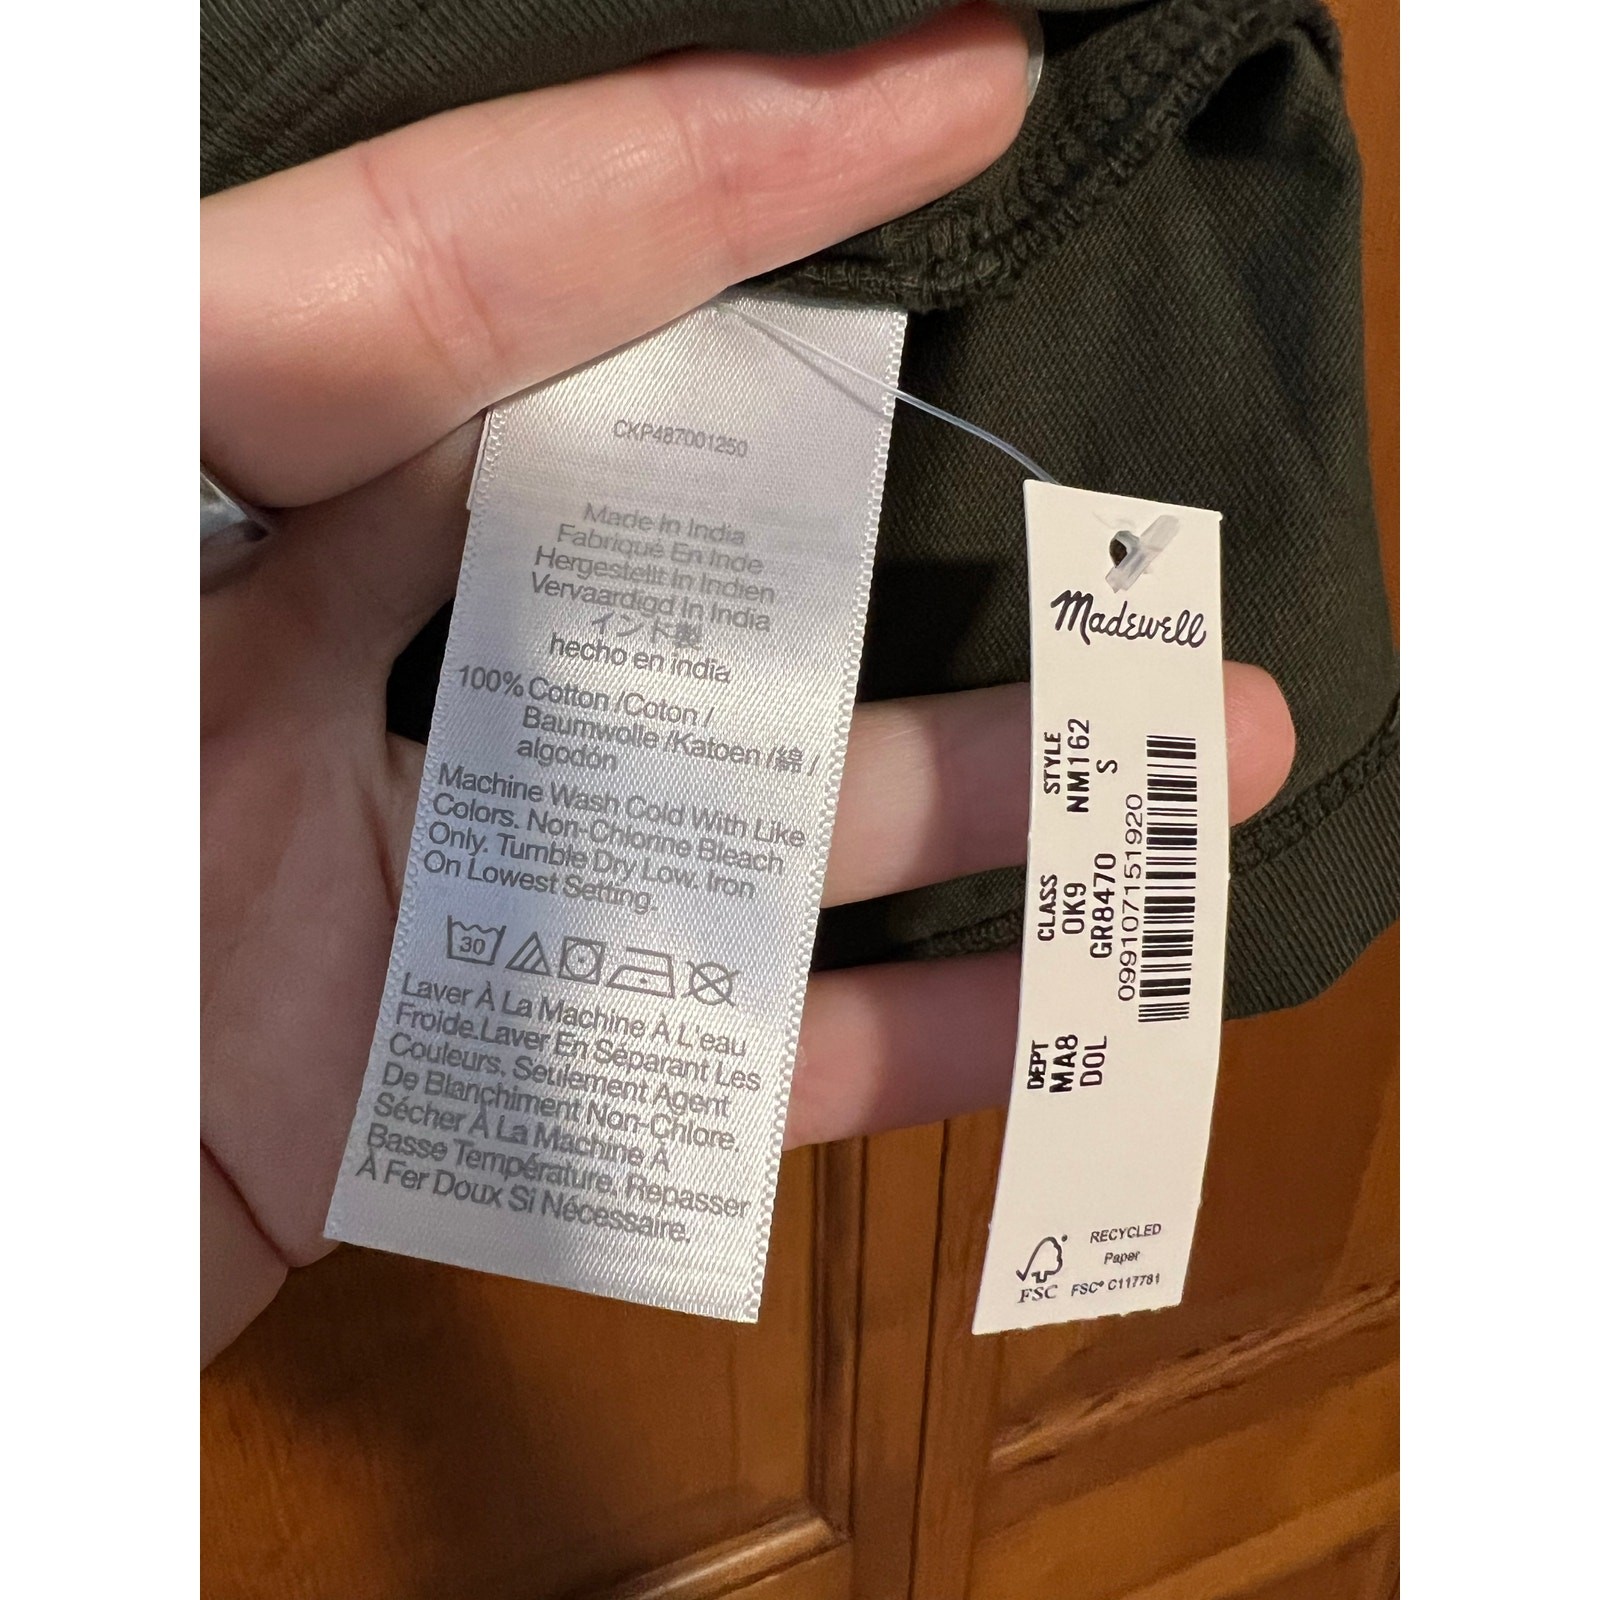 CKP487001250
Made In India
Fabriqué En Inde
Hergestellt In Indien
Vervaardigd In India
インド製
hecho en india
100% Cotton /Coton /
Baumwolle /Katoen /綿 /
algodón
Machine Wash Cold With Like
Colors. Non-Chlorine Bleach
Only. Tumble Dry Low. Iron
On Lowest Setting.
30
Laver À La Machine À L'eau
Froide.Laver En Séparant Les
Couleurs. Seulement Agent
De Blanchiment Non-Chlore.
Sécher À La Machine À
Basse Température. Repasser
À Fer Doux Si Nécessaire.
Madewell
STYLE
NM162
S
CLASS
0K9
GR8470
099107151920
DEPT
MA8
DOL
FSC
RECYCLED
Paper
FSC® C117781